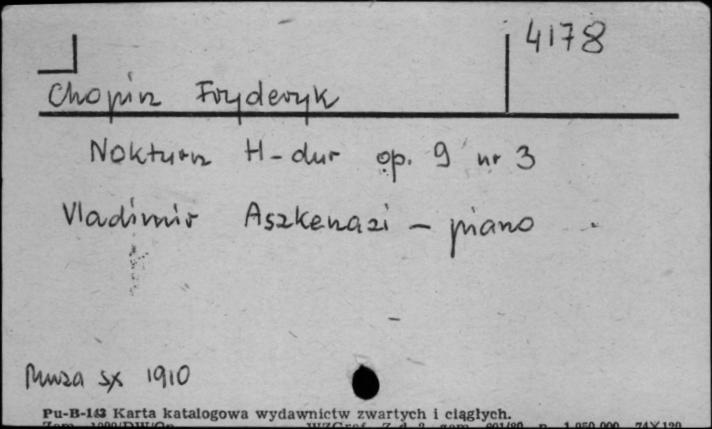 4178
Chopin Fryderyk
Nokturn H-dur op. 9 nr 3
Vladimir Aszkenazi - piano
Muza sx 1910
Pu-B-143 Karta katalogowa wydawnictw zwartych i ciągłych.